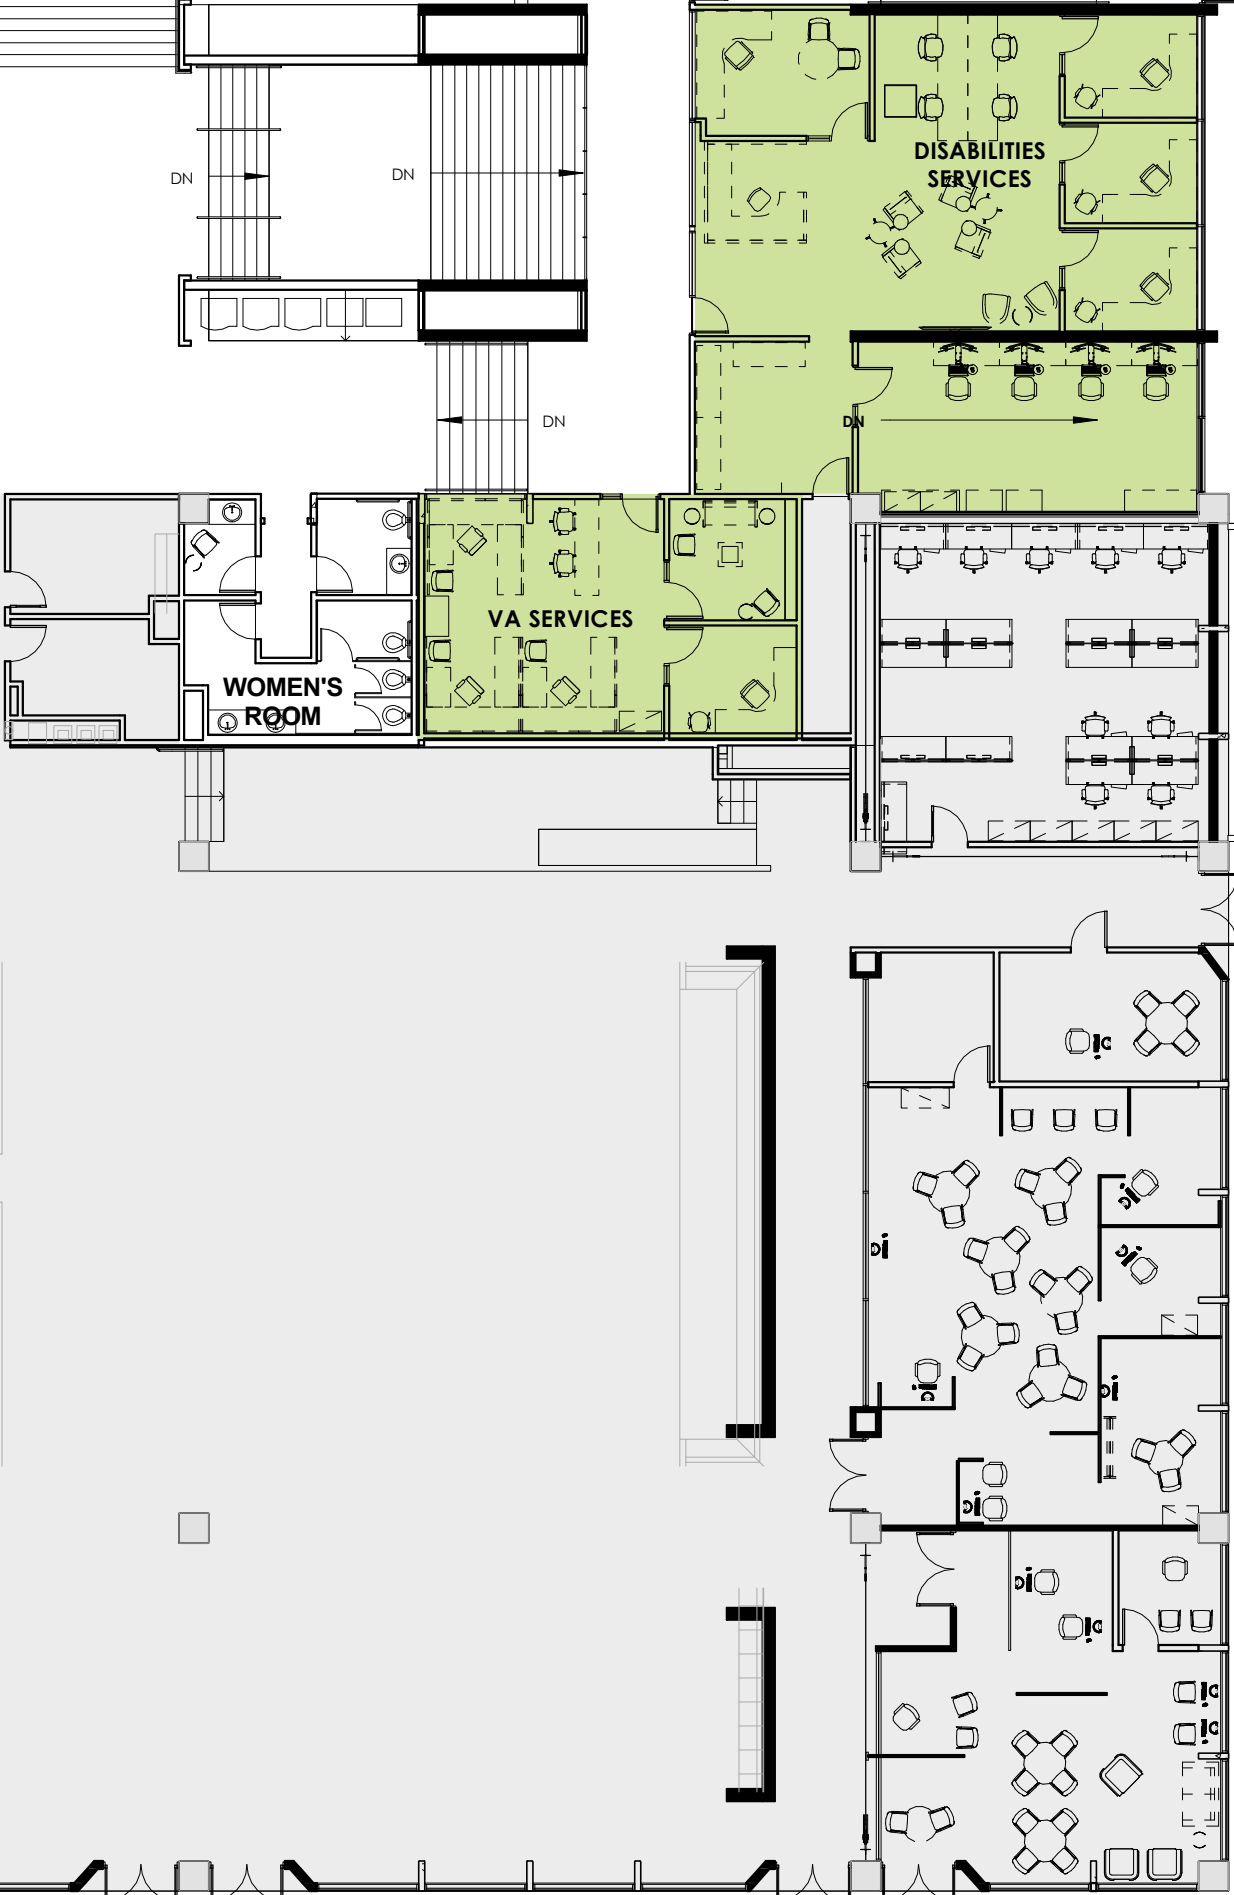 DISABILITIES
SERVICES
DN
DN
DN
DN
VA SERVICES
WOMEN'S
ROOM